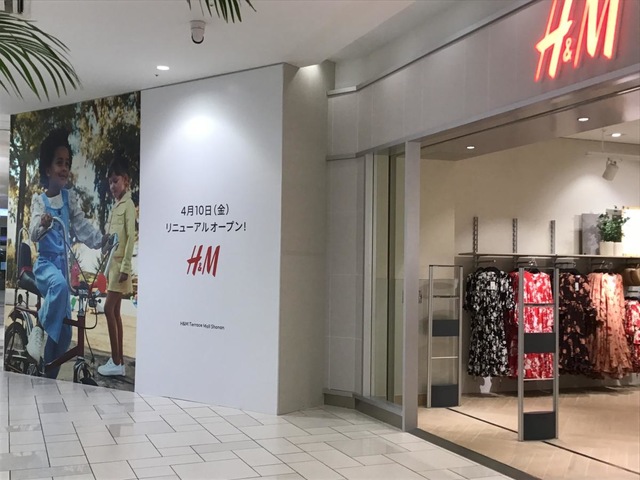 4月10日（金）
リニューアルオープン!
H&M
H&M Terrace Mall Shonan
H&M